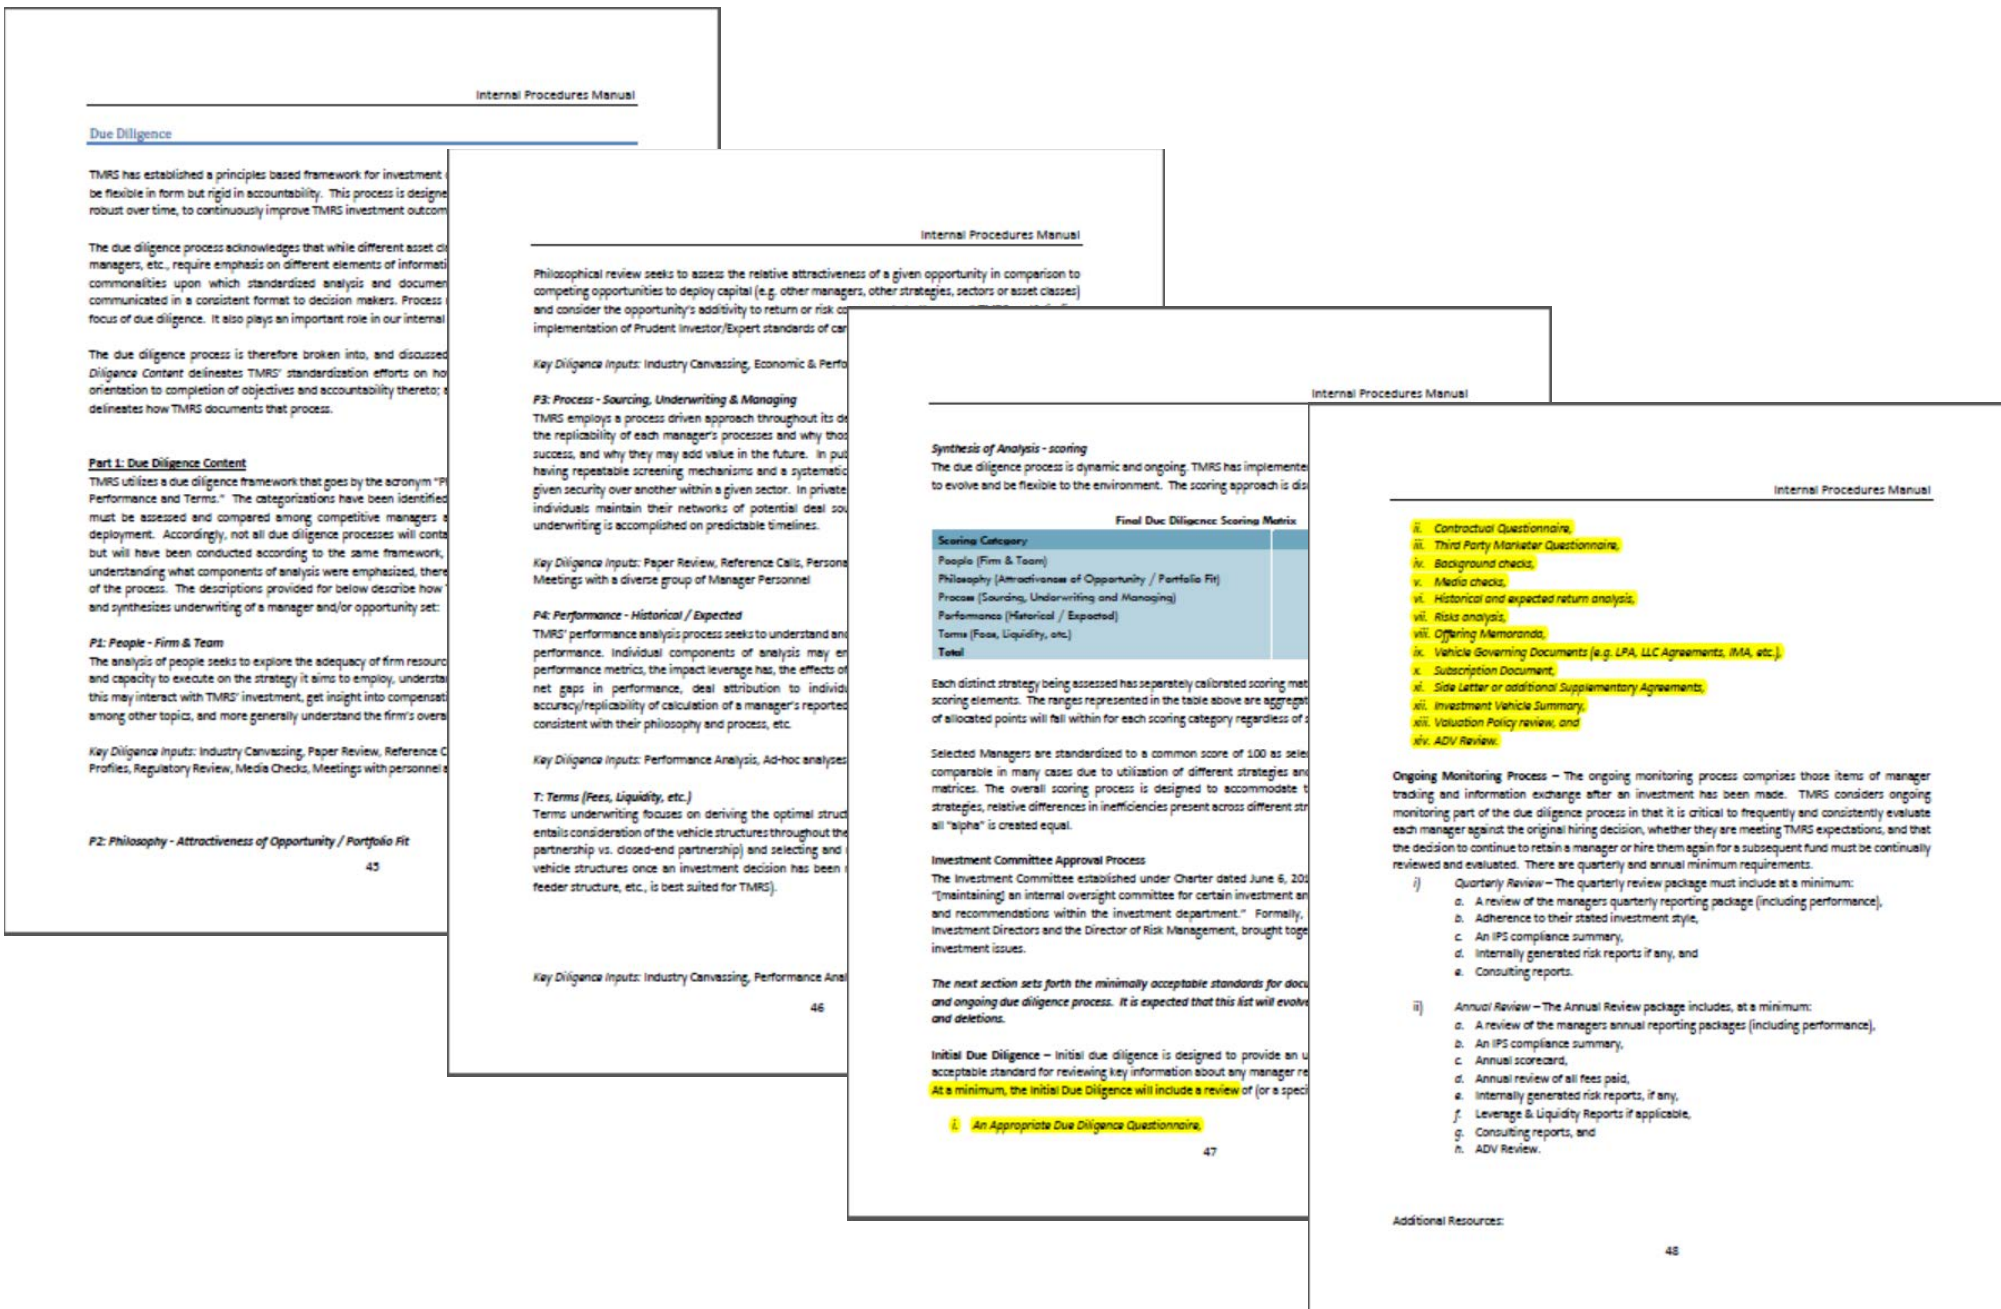 Internal Procedures Manual
Due Diligence
TMRS has established a principles based framework for investment
be flexible in form but rigid in accountability. This process is designe
robust over time, to continuously improve TMRS investment outcom
The due diligence process acknowledges that while different asset cla
managers, etc., require emphasis on different elements of informati
commonalities upon which standardized analysis and documen
communicated in a consistent format to decision makers. Process
focus of due diligence. It also plays an important role in our internal
The due diligence process is therefore broken into, and discussed
Diligence Content delineates TMRS' standardization efforts on ho
orientation to completion of objectives and accountability thereto; a
delineates how TMRS documents that process.
Part 1: Due Diligence Content
TMRS utilizes a due diligence framework that goes by the acronym "P
Performance and Terms." The categorizations have been identified
must be assessed and compared among competitive managers a
deployment. Accordingly, not all due diligence processes will conta
but will have been conducted according to the same framework,
understanding what components of analysis were emphasized, there
of the process. The descriptions provided for below describe how
and synthesizes underwriting of a manager and/or opportunity set:
P1: People - Firm & Team
The analysis of people seeks to explore the adequacy of firm resourc
and capacity to execute on the strategy it aims to employ, understa
this may interact with TMRS' investment, get insight into compensati
among other topics, and more generally understand the firm's overa
Key Diligence Inputs: Industry Canvassing, Paper Review, Reference C
Profiles, Regulatory Review, Media Checks, Meetings with personnel a
P2: Philosophy - Attractiveness of Opportunity / Portfolio Fit
45
Internal Procedures Manual
Philosophical review seeks to assess the relative attractiveness of a given opportunity in comparison to
competing opportunities to deploy capital (e.g. other managers, other strategies, sectors or asset classes)
and consider the opportunity's additivity to return or risk co
implementation of Prudent Investor/Expert standards of car
Key Diligence Inputs: Industry Canvassing, Economic & Perfo
P3: Process - Sourcing, Underwriting & Managing
TMRS employs a process driven approach throughout its de
the replicability of each manager's processes and why thos
success, and why they may add value in the future. In pub
having repeatable screening mechanisms and a systematic
given security over another within a given sector. In private
individuals maintain their networks of potential deal sou
underwriting is accomplished on predictable timelines.
Key Diligence Inputs: Paper Review, Reference Calls, Persona
Meetings with a diverse group of Manager Personnel
P4: Performance - Historical / Expected
TMRS' performance analysis process seeks to understand and
performance. Individual components of analysis may en
performance metrics, the impact leverage has, the effects of
net gaps in performance, deal attribution to individu
accuracy/replicability of calculation of a manager's reported
consistent with their philosophy and process, etc.
Key Diligence Inputs: Performance Analysis, Ad-hoc analyses
T: Terms (Fees, Liquidity, etc.)
Terms underwriting focuses on deriving the optimal struct
entails consideration of the vehicle structures throughout the
partnership vs. closed-end partnership) and selecting and
vehicle structures once an investment decision has been
feeder structure, etc., is best suited for TMRS).
Key Diligence Inputs: Industry Canvassing, Performance Anal
46
Internal Procedures Manual
Synthesis of Analysis - scoring
The due diligence process is dynamic and ongoing. TMRS has implemente
to evolve and be flexible to the environment. The scoring approach is dis
Final Due Diligence Scoring Matrix
Scoring Category
People (Firm & Team)
Philosophy (Attractiveness of Opportunity / Portfolio Fit)
Process (Sourcing, Underwriting and Managing)
Performance (Historical / Expected)
Terms (Fees, Liquidity, etc.)
Total
Each distinct strategy being assessed has separately calibrated scoring mat
scoring elements. The ranges represented in the table above are aggregat
of allocated points will fall within for each scoring category regardless of s
Selected Managers are standardized to a common score of 100 as sele
comparable in many cases due to utilization of different strategies and
matrices. The overall scoring process is designed to accommodate t
strategies, relative differences in inefficiencies present across different str
all "alpha" is created equal.
Investment Committee Approval Process
The Investment Committee established under Charter dated June 6, 201
"[maintaining] an internal oversight committee for certain investment an
and recommendations within the investment department." Formally,
Investment Directors and the Director of Risk Management, brought toge
investment issues.
The next section sets forth the minimally acceptable standards for docu
and ongoing due diligence process. It is expected that this list will evolve
and deletions.
Initial Due Diligence – Initial due diligence is designed to provide an u
acceptable standard for reviewing key information about any manager re
At a minimum, the Initial Due Diligence will include a review of (or a speci
i. An Appropriate Due Diligence Questionnaire,
47
Internal Procedures Manual
ii. Contractual Questionnaire,
iii. Third Party Marketer Questionnaire,
iv. Background checks,
v. Media checks,
vi. Historical and expected return analysis,
vii. Risks analysis,
viii. Offering Memoranda,
ix. Vehicle Governing Documents (e.g. LPA, LLC Agreements, IMA, etc.),
x. Subscription Document,
xi. Side Letter or additional Supplementary Agreements,
xii. Investment Vehicle Summary,
xiii. Valuation Policy review, and
xiv. ADV Review.
Ongoing Monitoring Process – The ongoing monitoring process comprises those items of manager
tracking and information exchange after an investment has been made. TMRS considers ongoing
monitoring part of the due diligence process in that it is critical to frequently and consistently evaluate
each manager against the original hiring decision, whether they are meeting TMRS expectations, and that
the decision to continue to retain a manager or hire them again for a subsequent fund must be continually
reviewed and evaluated. There are quarterly and annual minimum requirements.
i) Quarterly Review – The quarterly review package must include at a minimum:
a. A review of the managers quarterly reporting package (including performance),
b. Adherence to their stated investment style,
c. An IPS compliance summary,
d. Internally generated risk reports if any, and
e. Consulting reports.
ii) Annual Review – The Annual Review package includes, at a minimum:
a. A review of the managers annual reporting packages (including performance),
b. An IPS compliance summary,
c. Annual scorecard,
d. Annual review of all fees paid,
e. Internally generated risk reports, if any,
f. Leverage & Liquidity Reports if applicable,
g. Consulting reports, and
h. ADV Review.
Additional Resources:
48